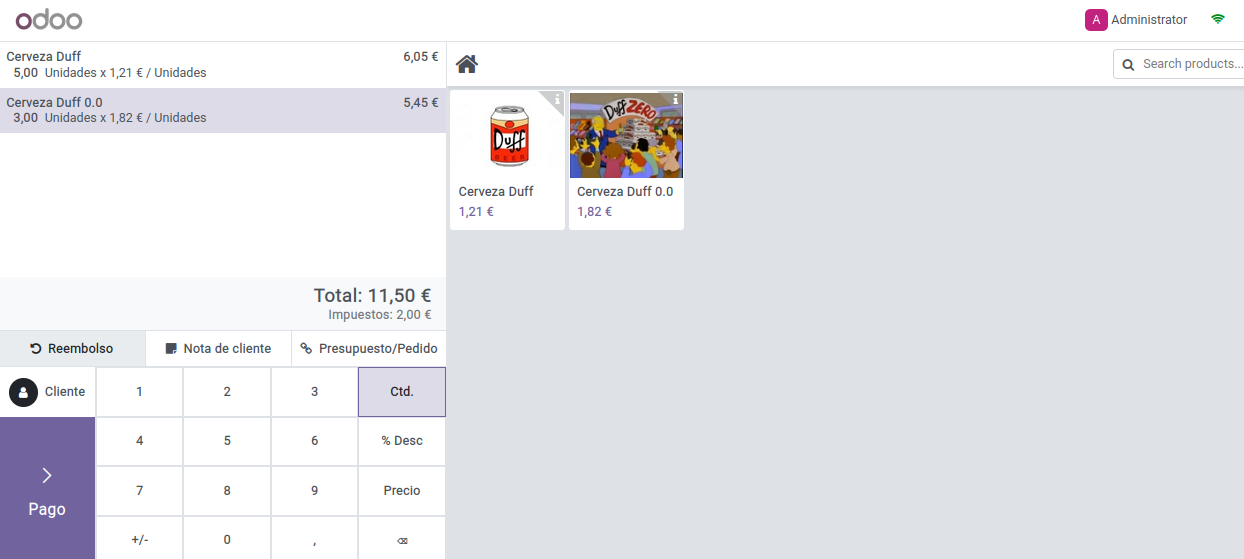 odoo
A Administrator
Cerveza Duff 6,05 €
5,00 Unidades x 1,21 € / Unidades
Cerveza Duff 0.0 5,45 €
3,00 Unidades x 1,82 € / Unidades
Search products...
Duff
BEER
Cerveza Duff
1,21 €
Duff ZERO
Cerveza Duff 0.0
1,82 €
Total: 11,50 €
Impuestos: 2,00 €
Reembolso Nota de cliente Presupuesto/Pedido
Cliente 1 2 3 Ctd.
4 5 6 % Desc
Pago 7 8 9 Precio
+/- 0 ,